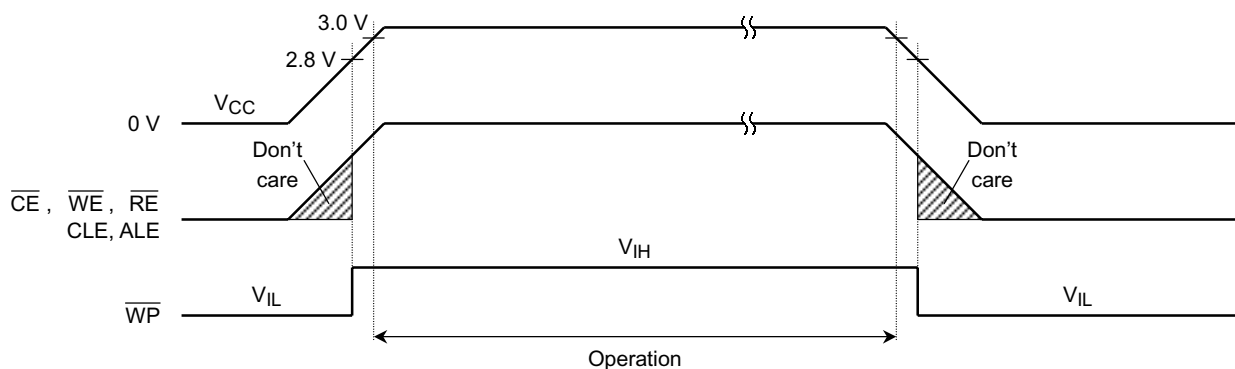 3.0 V
2.8 V
VCC
0 V
Don't
care
Don't
care
CE , WE , RE
CLE, ALE
VIH
VIL
VIL
WP
Operation